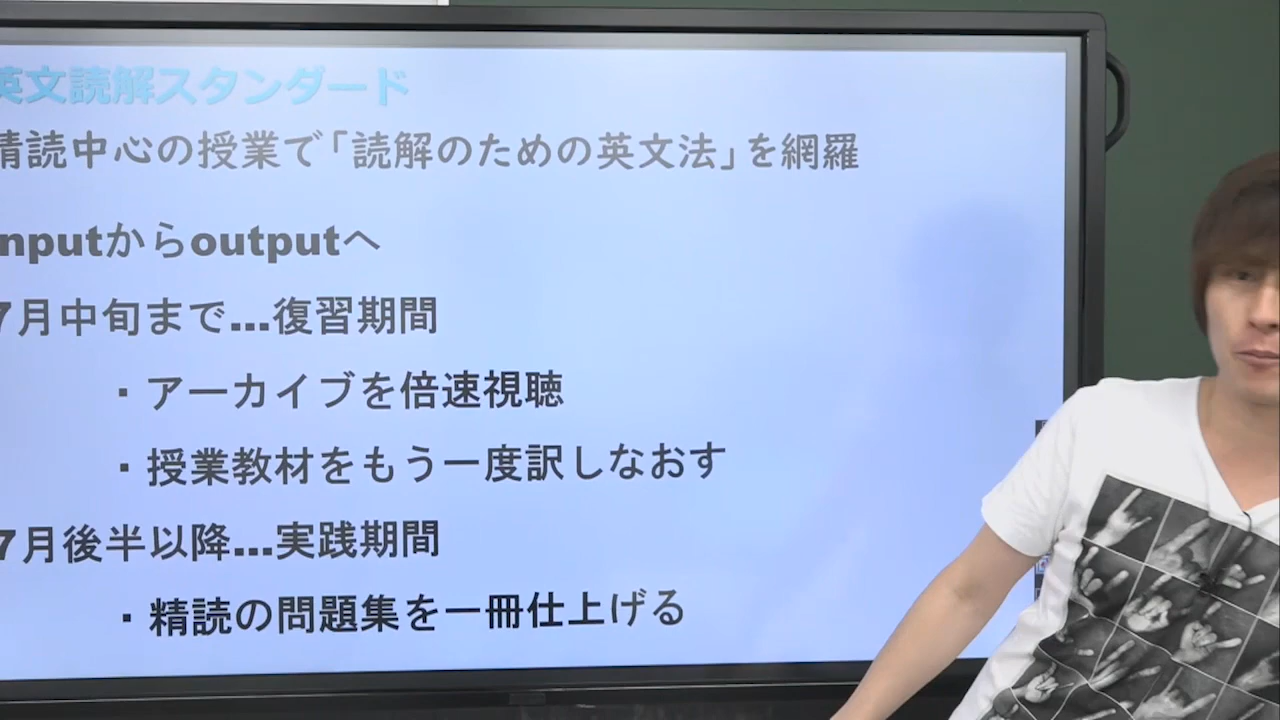 英文読解スタンダード
精読中心の授業で「読解のための英文法」を網羅
inputからoutputへ
7月中旬まで…復習期間
・アーカイブを倍速視聴
・授業教材をもう一度訳しなおす
7月後半以降…実践期間
・精読の問題集を一冊仕上げる